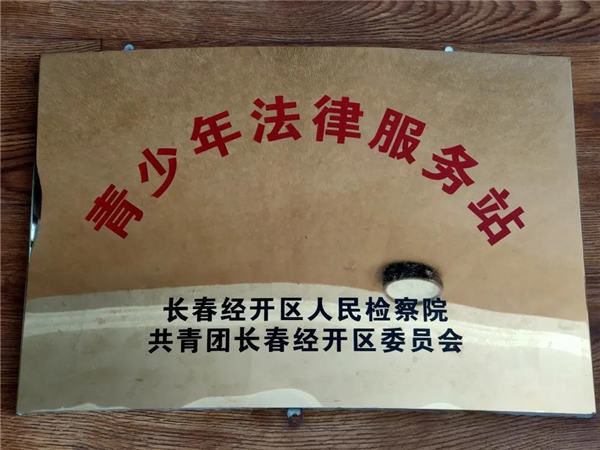 青少年法律服务站
长春经开区人民检察院
共青团长春经开区委员会